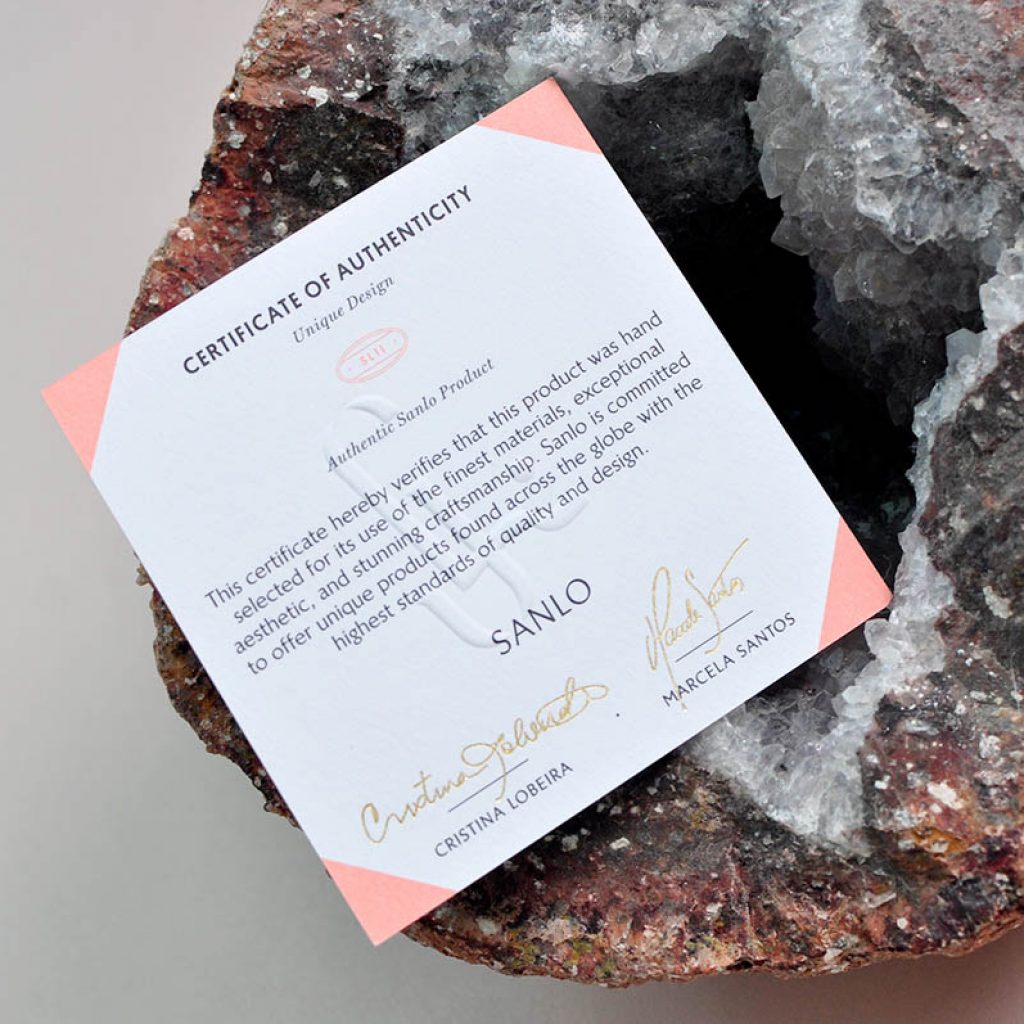 CERTIFICATE OF AUTHENTICITY
Unique Design
· SLII ·
Authentic Sanlo Product
This certificate hereby verifies that this product was hand
selected for its use of the finest materials, exceptional
aesthetic, and stunning craftsmanship. Sanlo is committed
to offer unique products found across the globe with the
highest standards of quality and design.
SANLO
Cristina Lobeira
Marcela Santos
CRISTINA LOBEIRA
·
MARCELA SANTOS